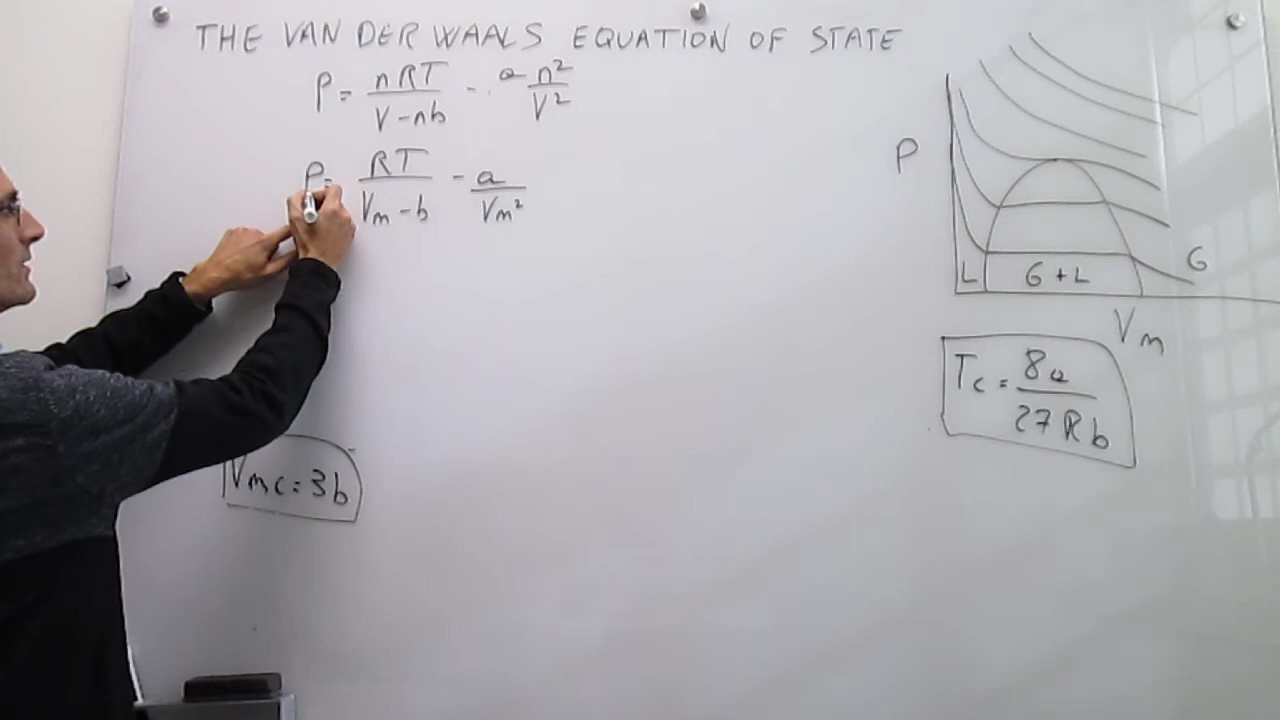 THE VAN DER WAALS EQUATION OF STATE
P = nRT / V - nb - a n² / V²
P = RT / Vm - b - a / Vm²
Vmc = 3b
P
L
G + L
G
Vm
Tc = 8a / 27 R b